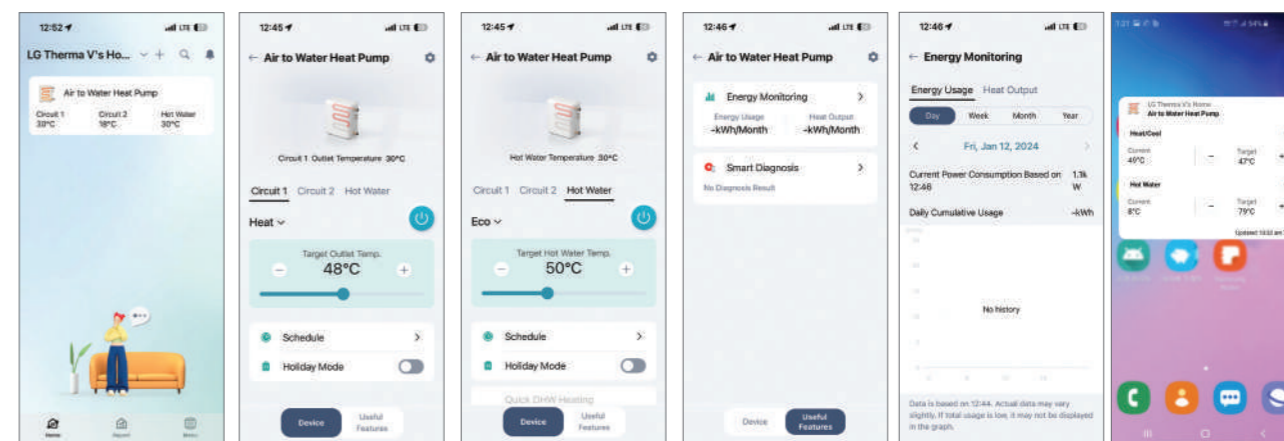 12:52
LTE
LG Therma V's Ho...
Air to Water Heat Pump
Circuit 1
Circuit 2
Hot Water
30°C
18°C
30°C
Home
Report
Menu
12:45
LTE
Air to Water Heat Pump
Circuit 1 Outlet Temperature 30°C
Circuit 1 Circuit 2 Hot Water
Heat
Target Outlet Temp.
− 48°C +
Schedule
Holiday Mode
Device
Useful
Features
12:45
LTE
Air to Water Heat Pump
Hot Water Temperature 30°C
Circuit 1 Circuit 2 Hot Water
Eco
Target Hot Water Temp.
− 50°C +
Schedule
Holiday Mode
Quick DHW Heating
Device
Useful
Features
12:46
LTE
Air to Water Heat Pump
Energy Monitoring
Energy Usage
Heat Output
-kWh/Month
-kWh/Month
Smart Diagnosis
No Diagnosis Result
Device
Useful
Features
12:46
LTE
Energy Monitoring
Energy Usage Heat Output
Day Week Month Year
Fri, Jan 12, 2024
Current Power Consumption Based on 1.1k
12:46 W
Daily Cumulative Usage -kWh
No history
Data is based on 12:44. Actual data may vary
slightly. If total usage is low, it may not be displayed
in the graph.
LG Therma V's Home
Air to Water Heat Pump
Heat/Cool
Current
Target
49°C
− 47°C +
Hot Water
Current
Target
8°C
− 79°C +